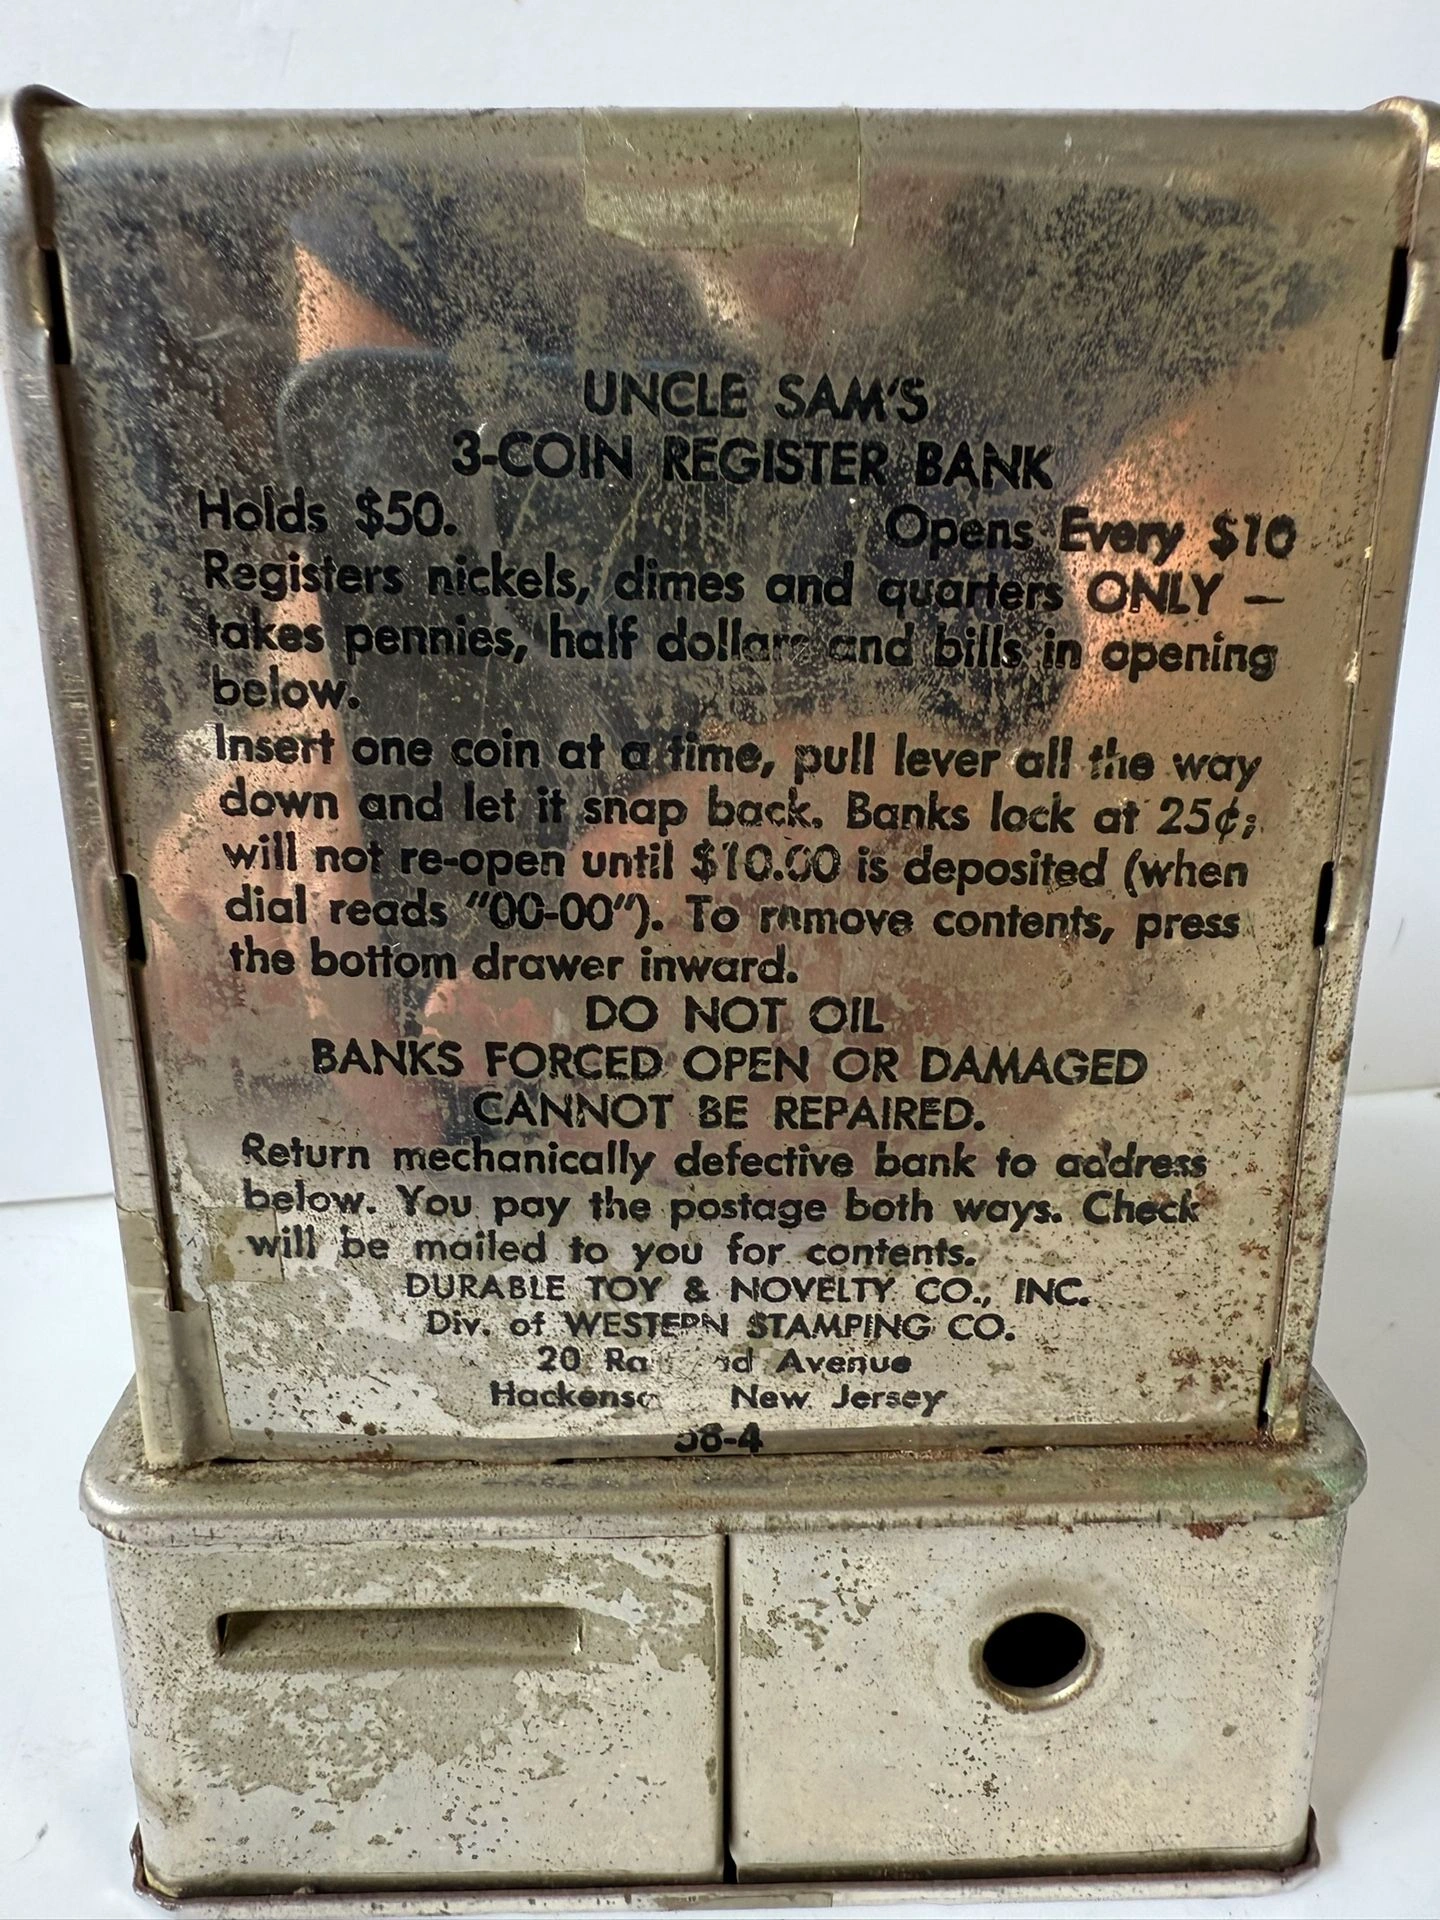 UNCLE SAM'S
3-COIN REGISTER BANK
Holds $50. Opens Every $10
Registers nickels, dimes and quarters ONLY —
takes pennies, half dollars and bills in opening
below.
Insert one coin at a time, pull lever all the way
down and let it snap back. Banks lock at 25¢;
will not re-open until $10.00 is deposited (when
dial reads "00-00"). To remove contents, press
the bottom drawer inward.
DO NOT OIL
BANKS FORCED OPEN OR DAMAGED
CANNOT BE REPAIRED.
Return mechanically defective bank to address
below. You pay the postage both ways. Check
will be mailed to you for contents.
DURABLE TOY & NOVELTY CO., INC.
Div. of WESTERN STAMPING CO.
20 Avenue
New Jersey